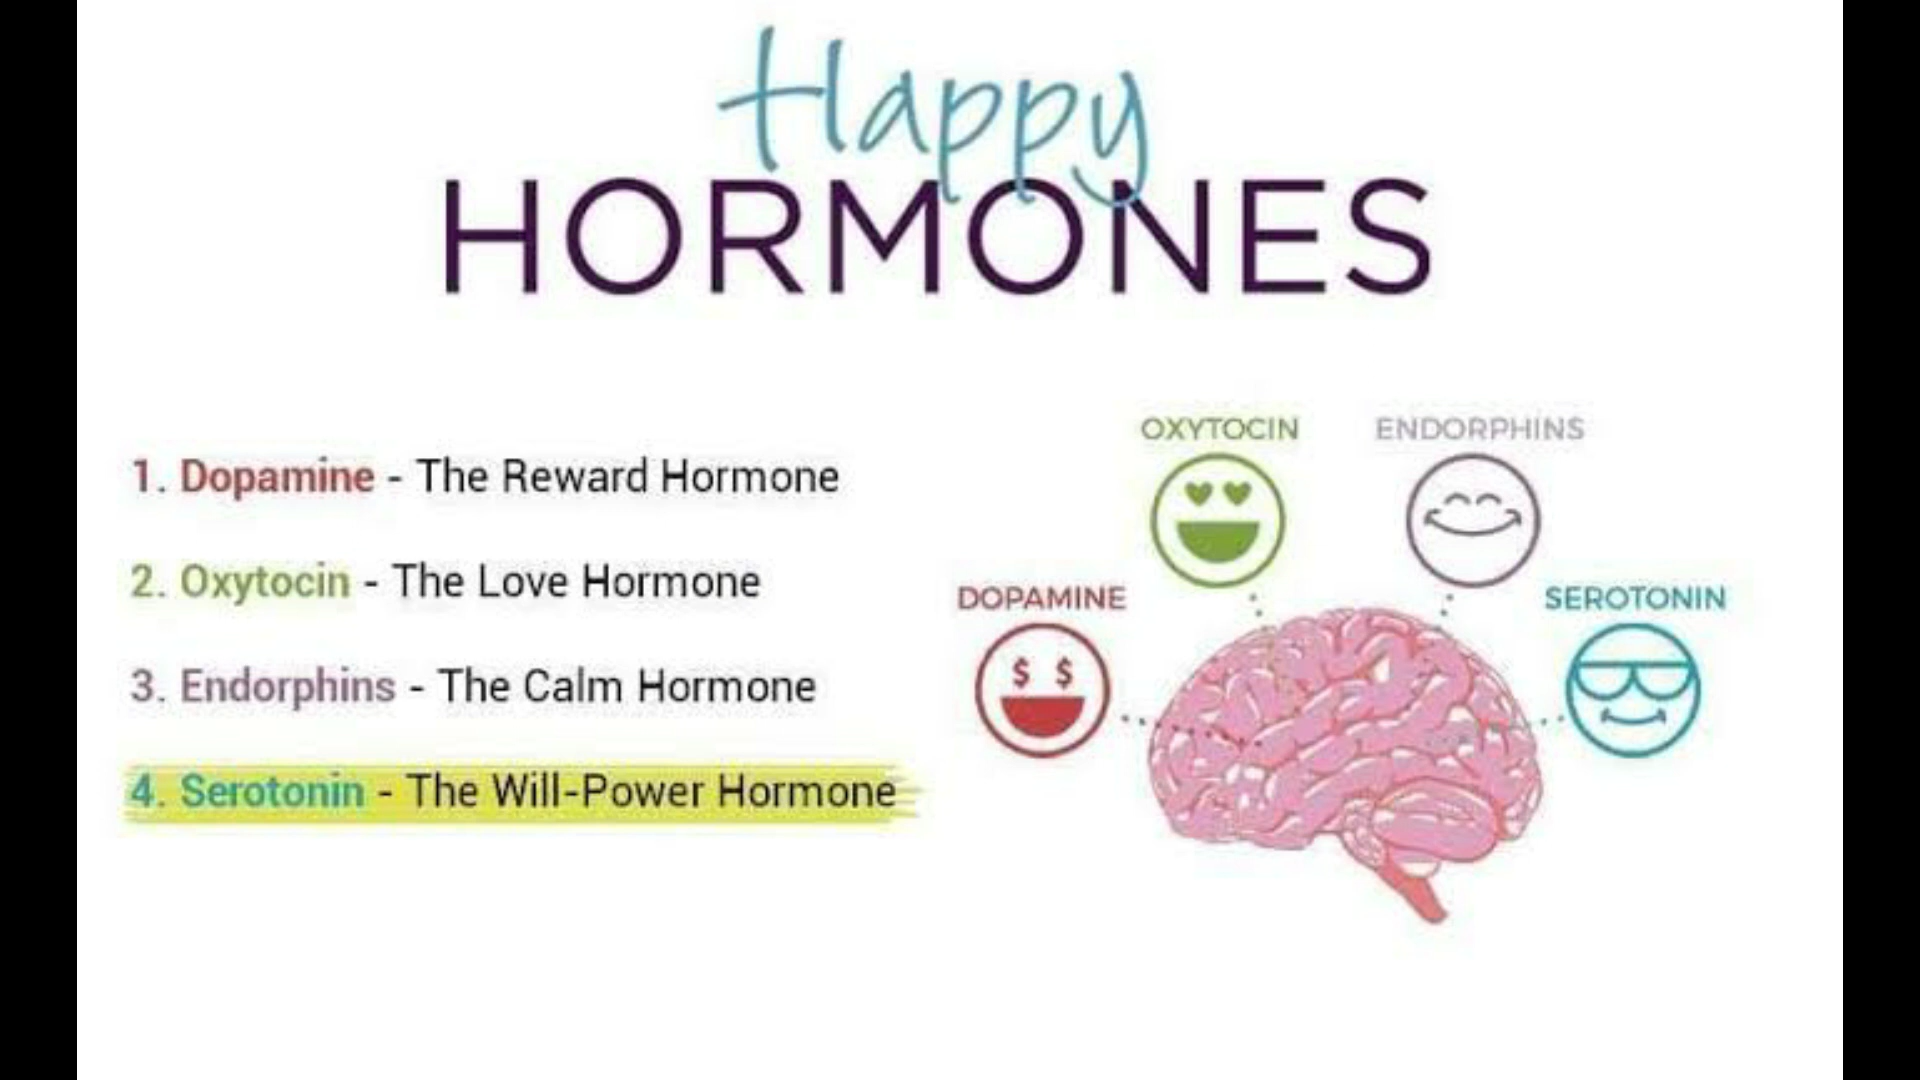 Happy
HORMONES
1. Dopamine - The Reward Hormone
2. Oxytocin - The Love Hormone
3. Endorphins - The Calm Hormone
4. Serotonin - The Will-Power Hormone
OXYTOCIN
ENDORPHINS
DOPAMINE
$ $
SEROTONIN